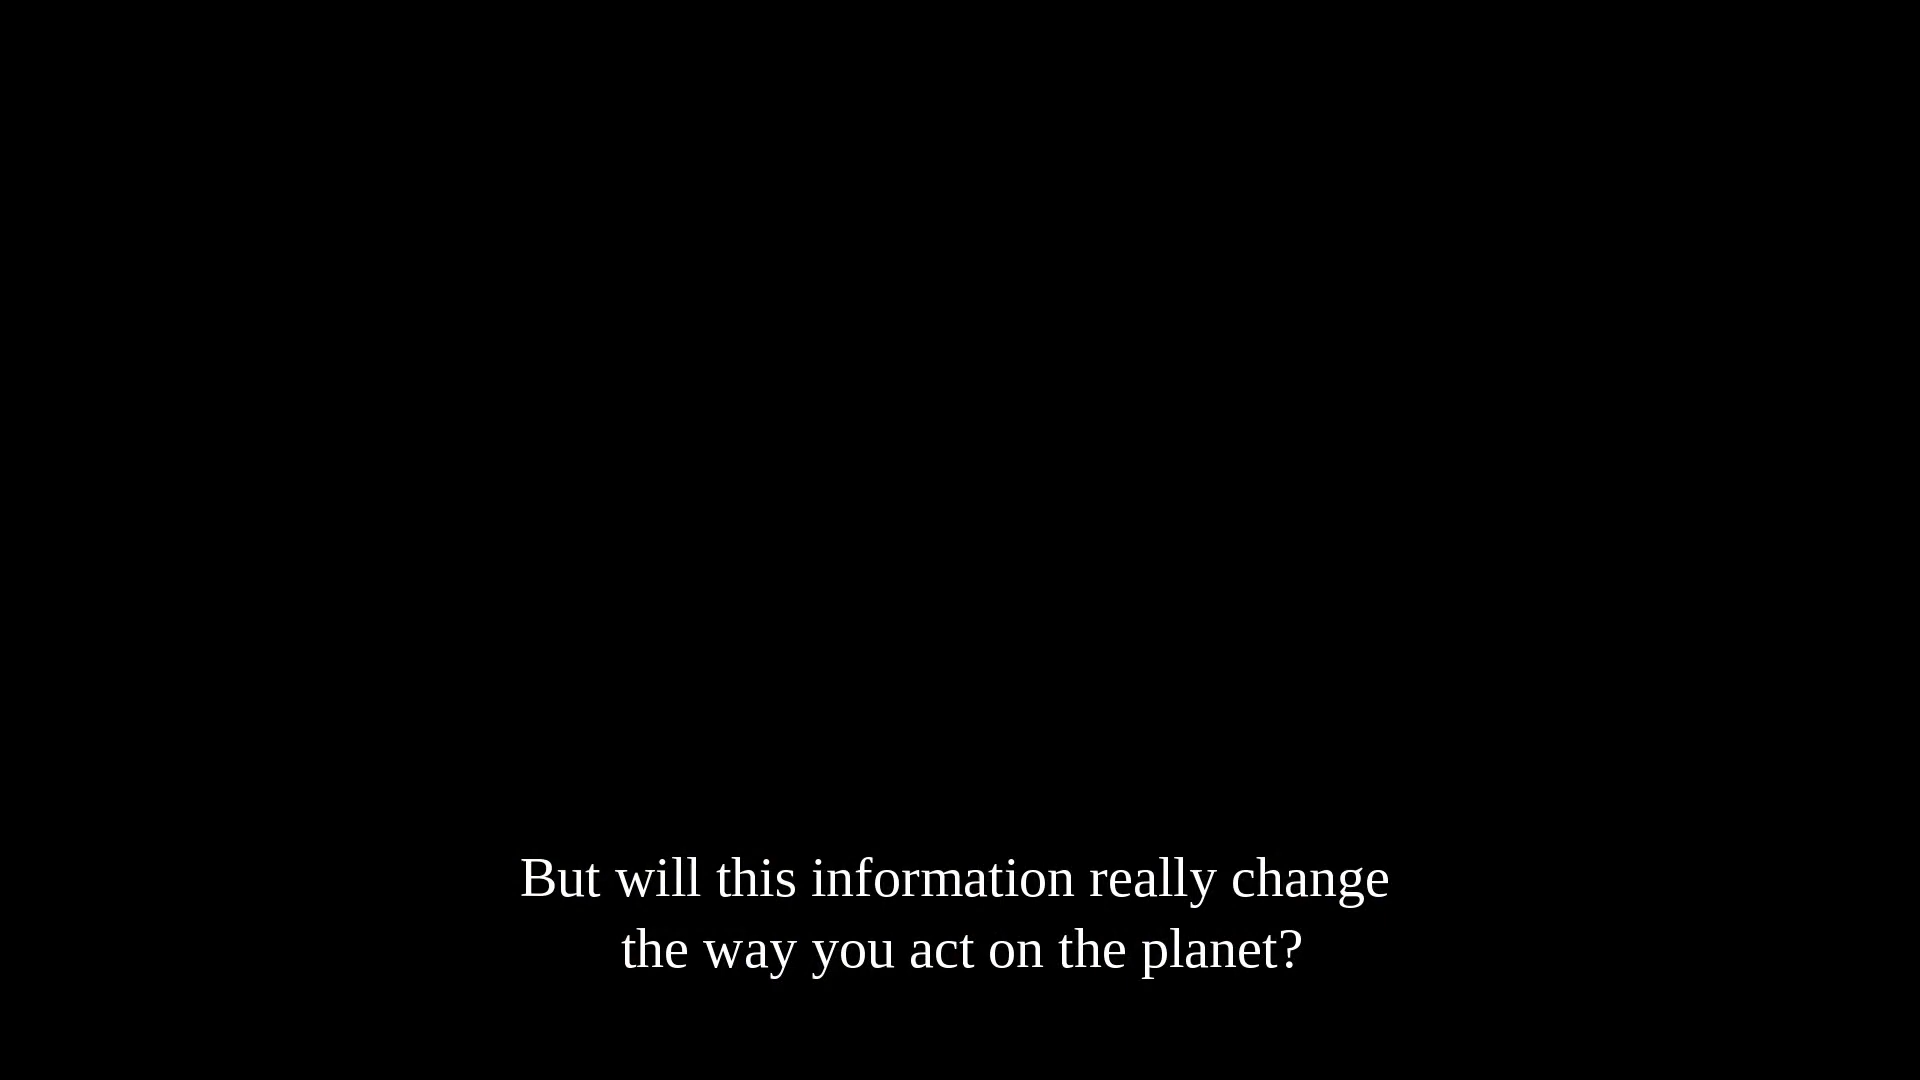 But will this information really change
the way you act on the planet?